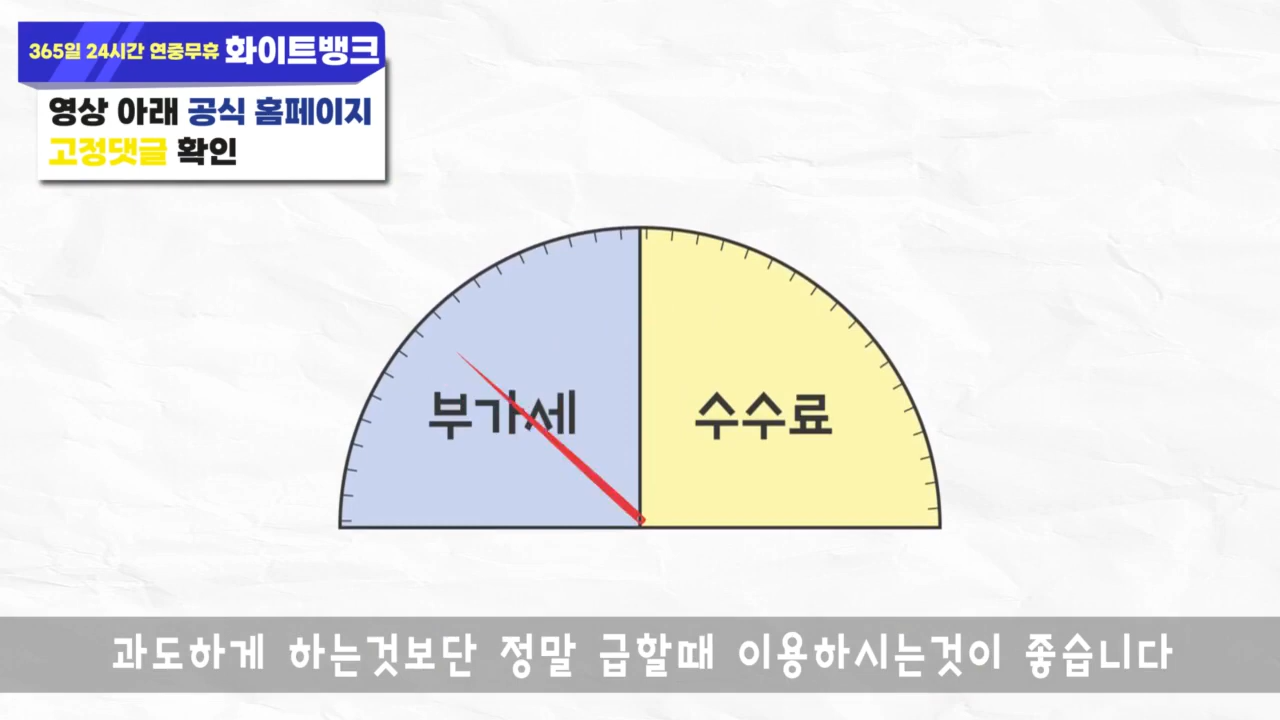 365일 24시간 연중무휴 화이트뱅크
영상 아래 공식 홈페이지
고정댓글 확인
부가세
수수료
과도하게 하는것보단 정말 급할때 이용하시는것이 좋습니다